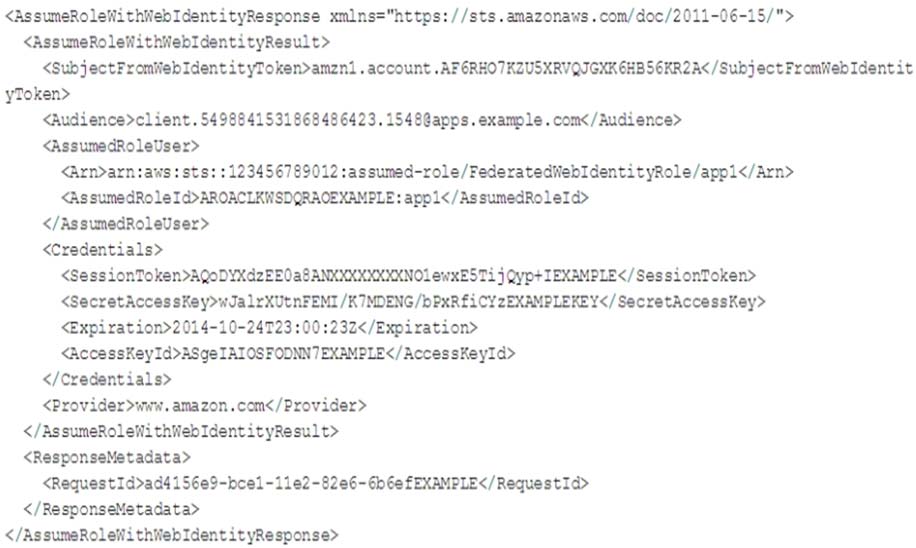 <AssumeRoleWithWebIdentityResponse xmlns="https://sts.amazonaws.com/doc/2011-06-15/">
<AssumeRoleWithWebIdentityResult>
<SubjectFromWebIdentityToken>amzn1.account.AF6RHO7KZU5XRVQJGXK6HB56KR2A</SubjectFromWebIdentit
yToken>
<Audience>client.5498841531868486423.1548@apps.example.com</Audience>
<AssumedRoleUser>
<Arn>arn:aws:sts::123456789012:assumed-role/FederatedWebIdentityRole/app1</Arn>
<AssumedRoleId>AROACLKWSDQRAOEXAMPLE:app1</AssumedRoleId>
</AssumedRoleUser>
<Credentials>
<SessionToken>AQoDYXdzEE0a8ANXXXXXXXXNO1ewxE5TijQyp+IEXAMPLE</SessionToken>
<SecretAccessKey>wJalrXUtnFEMI/K7MDENG/bPxRfiCYzEXAMPLEKEY</SecretAccessKey>
<Expiration>2014-10-24T23:00:23Z</Expiration>
<AccessKeyId>ASgeIAIOSFODNN7EXAMPLE</AccessKeyId>
</Credentials>
<Provider>www.amazon.com</Provider>
</AssumeRoleWithWebIdentityResult>
<ResponseMetadata>
<RequestId>ad4156e9-bce1-11e2-82e6-6b6efEXAMPLE</RequestId>
</ResponseMetadata>
</AssumeRoleWithWebIdentityResponse>